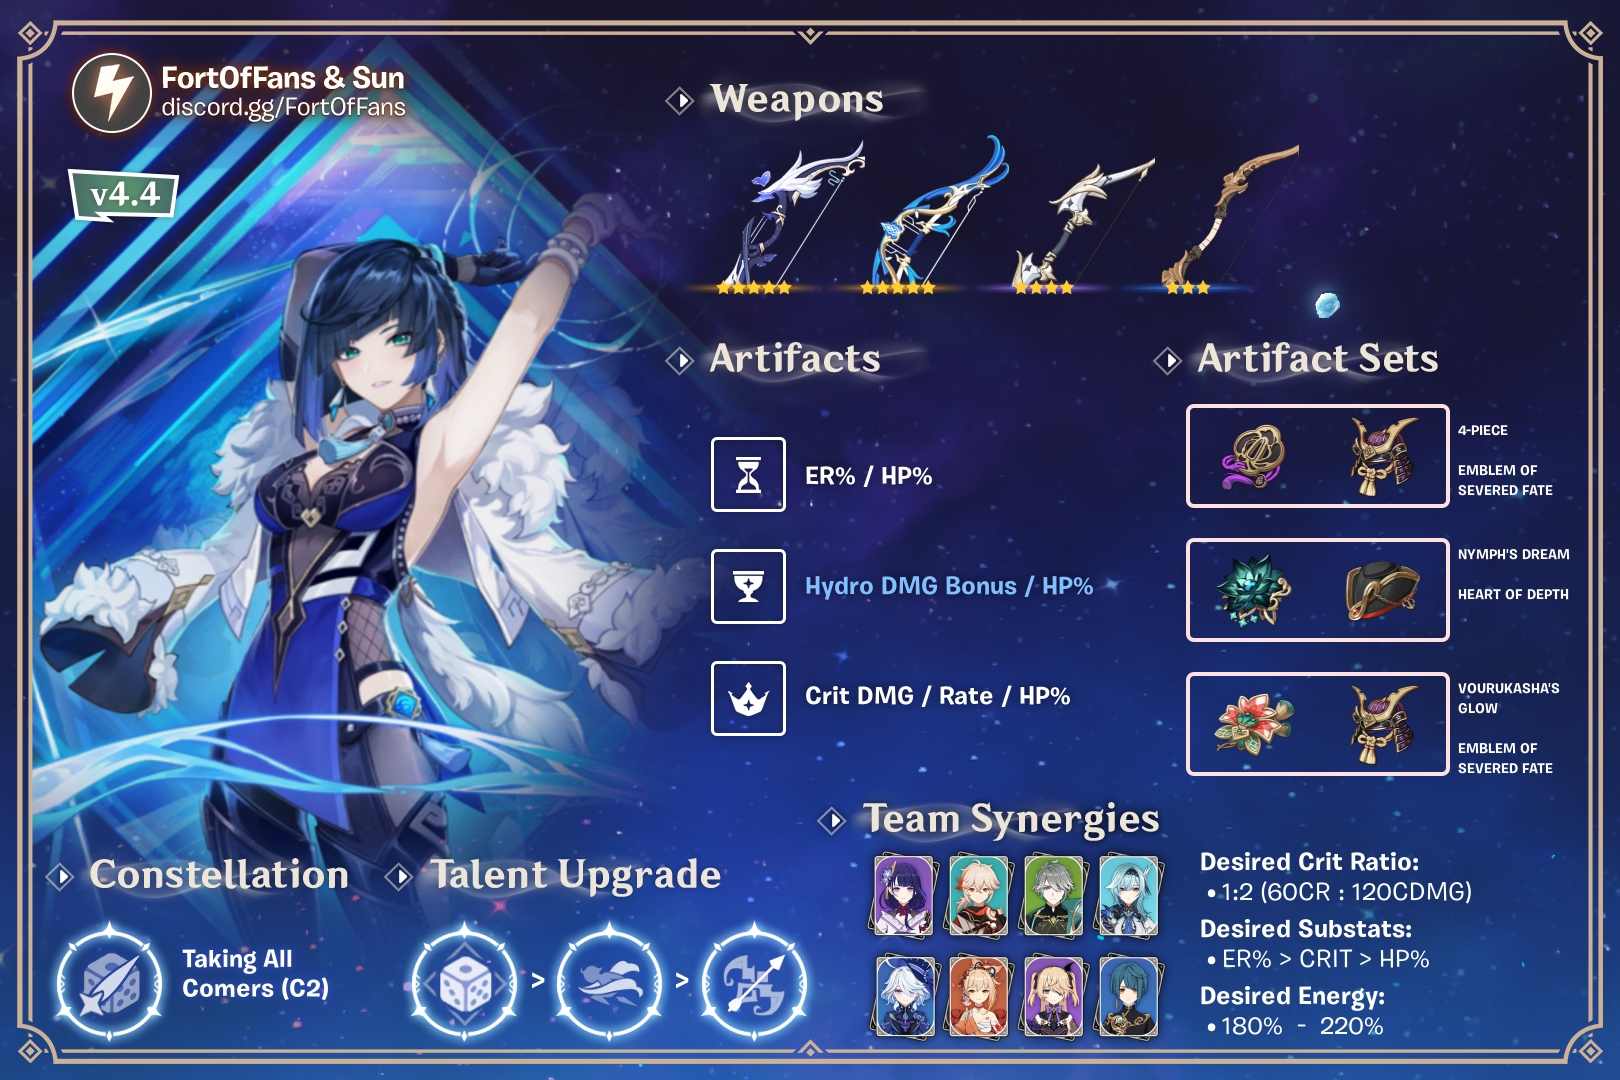 FortOfFans & Sun
discord.gg/FortOfFans
v4.4
Weapons
Artifacts
ER% / HP%
Hydro DMG Bonus / HP%
Crit DMG / Rate / HP%
Artifact Sets
4-PIECE
EMBLEM OF
SEVERED FATE
NYMPH'S DREAM
HEART OF DEPTH
VOURUKASHA'S
GLOW
EMBLEM OF
SEVERED FATE
Constellation
Taking All
Comers (C2)
Talent Upgrade
> >
Team Synergies
Desired Crit Ratio:
• 1:2 (60CR : 120CDMG)
Desired Substats:
• ER% > CRIT > HP%
Desired Energy:
• 180% - 220%